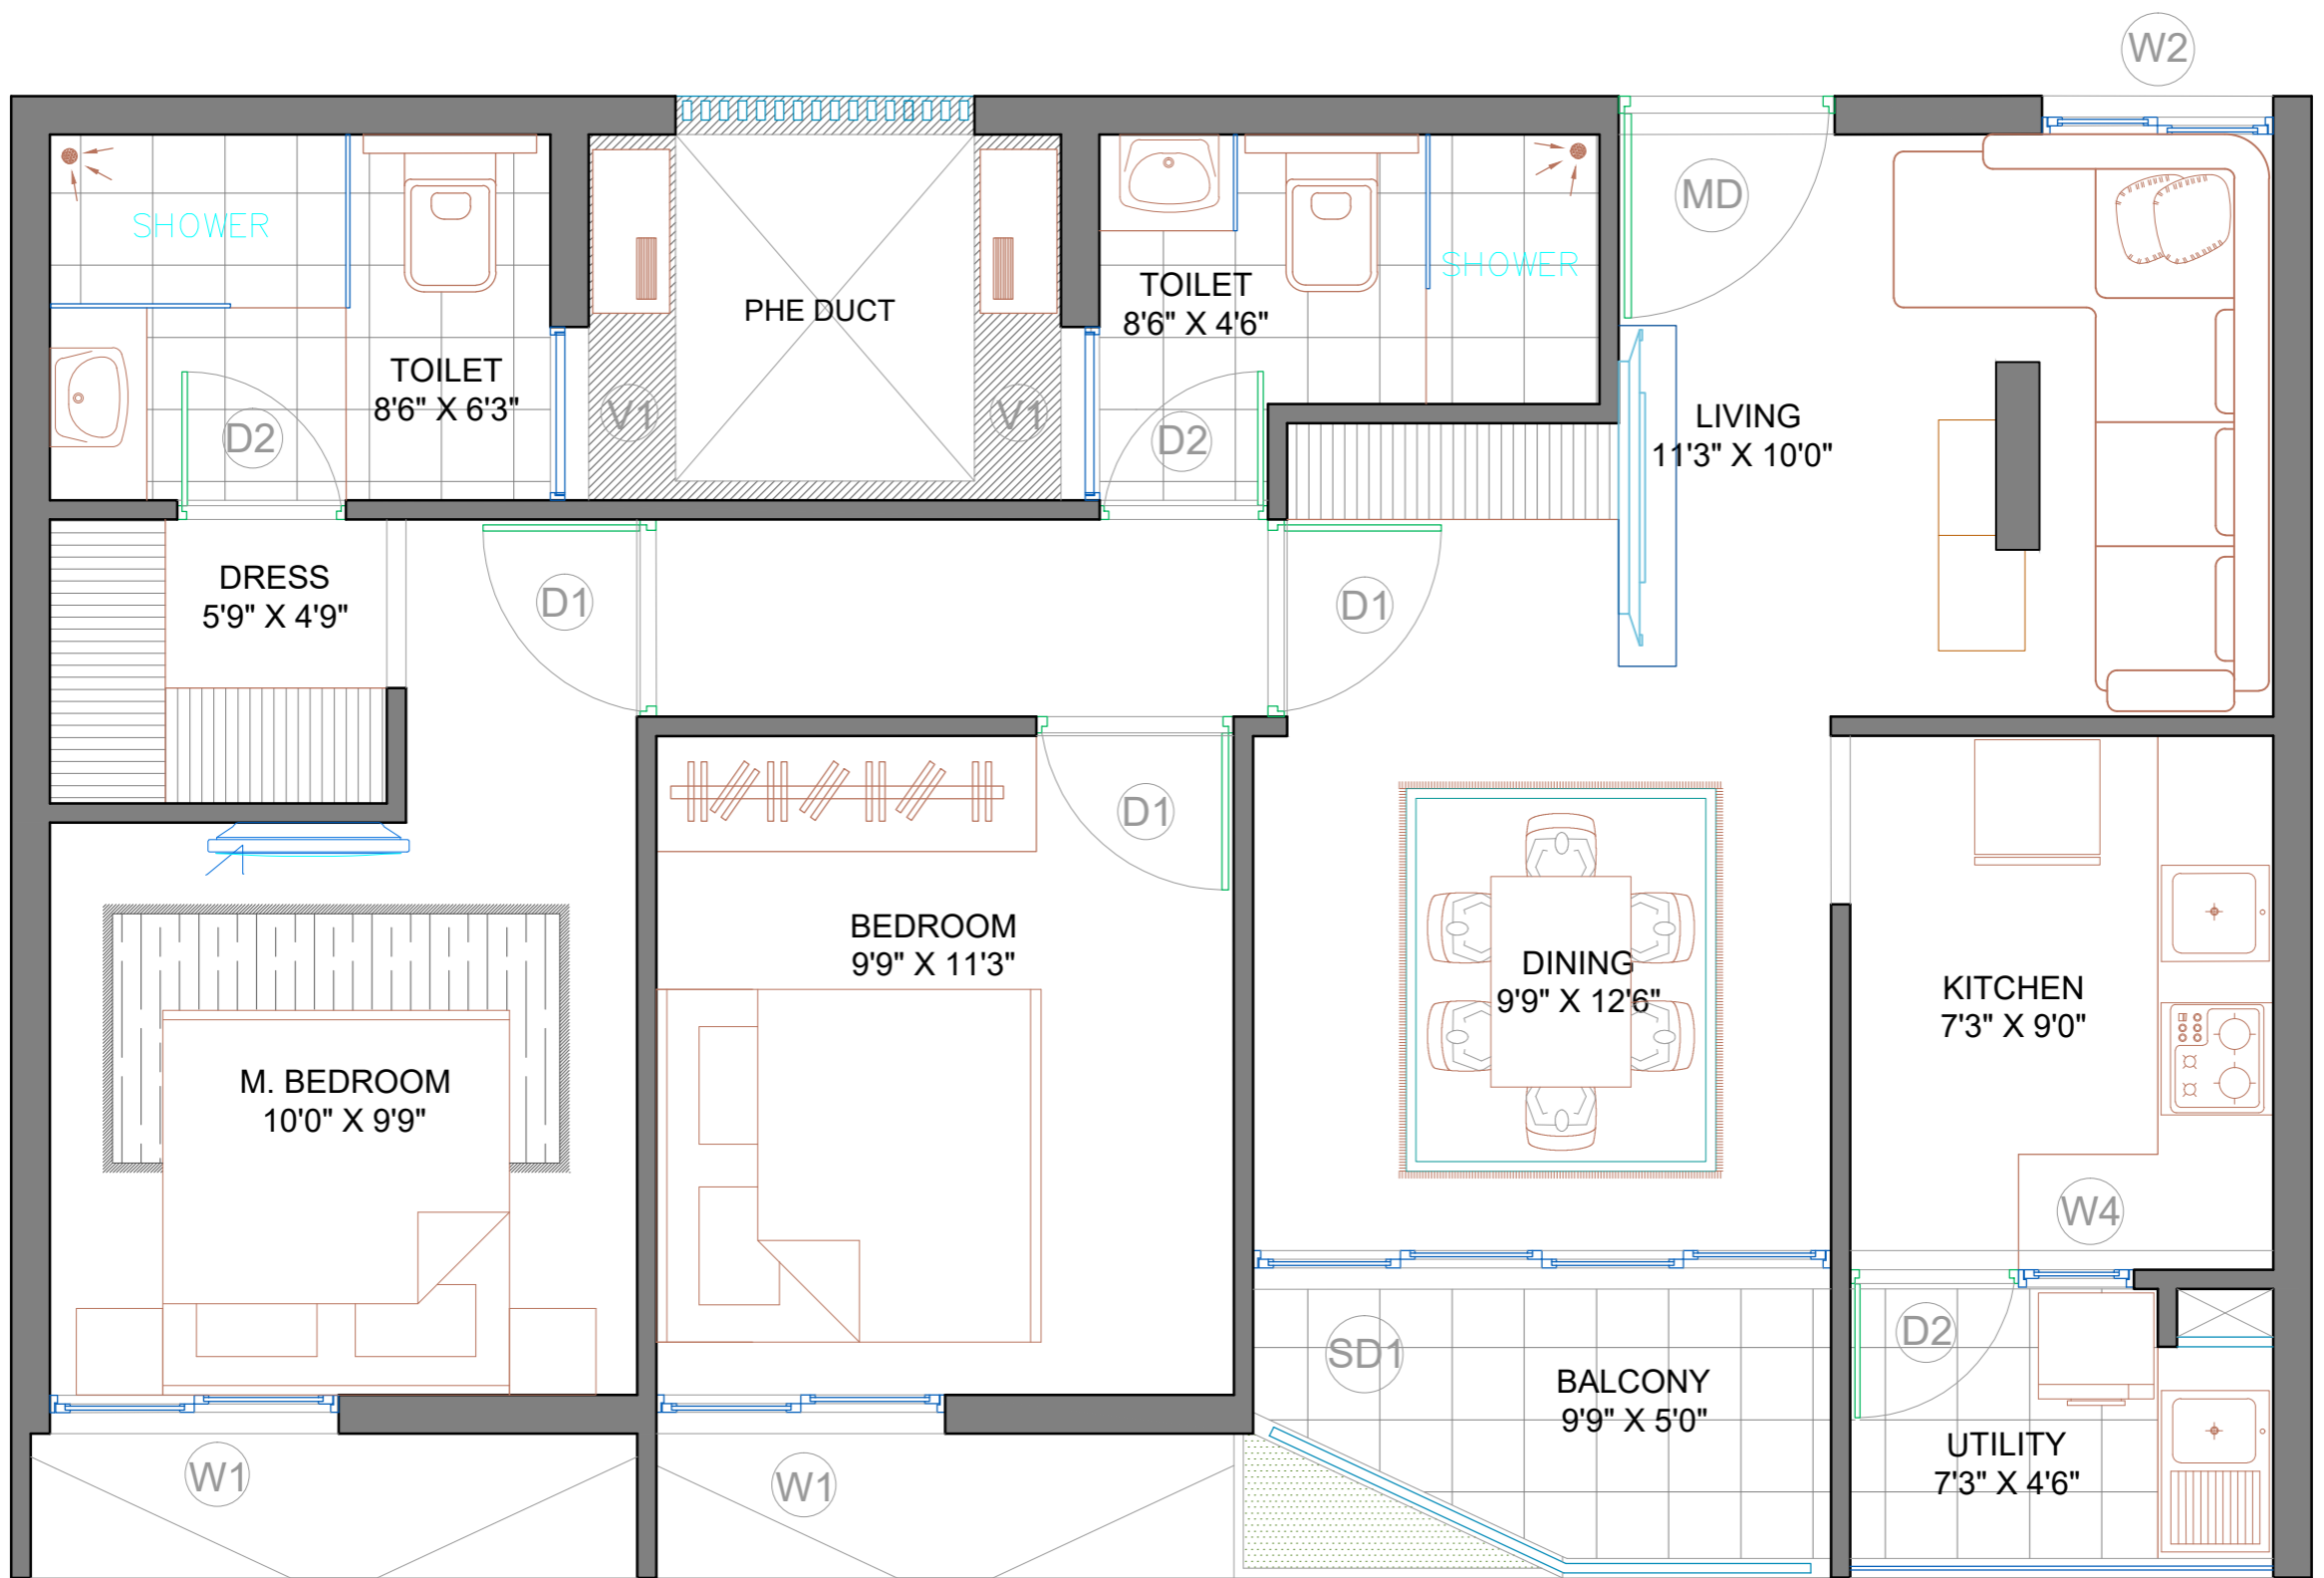 W2
MD
SHOWER
SHOWER
TOILET
8'6" X 4'6"
PHE DUCT
TOILET
8'6" X 6'3"
V1
V1
D2
D2
LIVING
11'3" X 10'0"
DRESS
5'9" X 4'9"
D1
D1
D1
BEDROOM
9'9" X 11'3"
DINING
9'9" X 12'6"
KITCHEN
7'3" X 9'0"
M. BEDROOM
10'0" X 9'9"
W4
D2
SD1
BALCONY
9'9" X 5'0"
UTILITY
7'3" X 4'6"
W1
W1